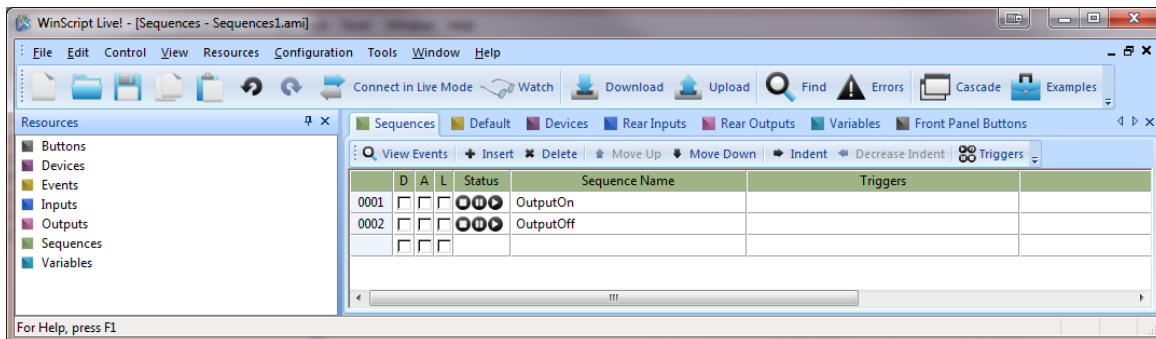 WinScript Live! - [Sequences - Sequences1.ami]
File Edit Control View Resources Configuration Tools Window Help
Connect in Live Mode Watch Download Upload Find Errors Cascade Examples
Resources
Sequences Default Devices Rear Inputs Rear Outputs Variables Front Panel Buttons
View Events Insert Delete Move Up Move Down Indent Decrease Indent Triggers
Buttons
Devices
Events
Inputs
Outputs
Sequences
Variables
D A L Status Sequence Name Triggers
0001 OutputOn
0002 OutputOff
For Help, press F1